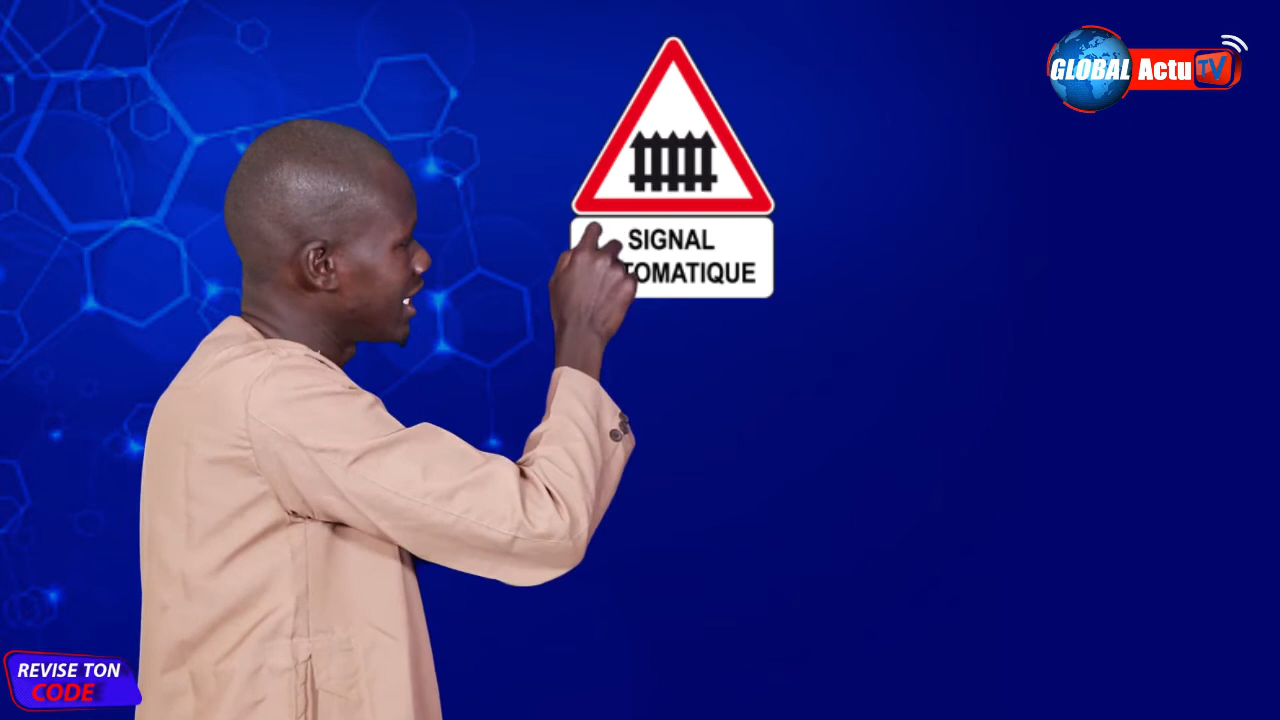 GLOBAL Actu TV
SIGNAL
TOMATIQUE
REVISE TON
CODE